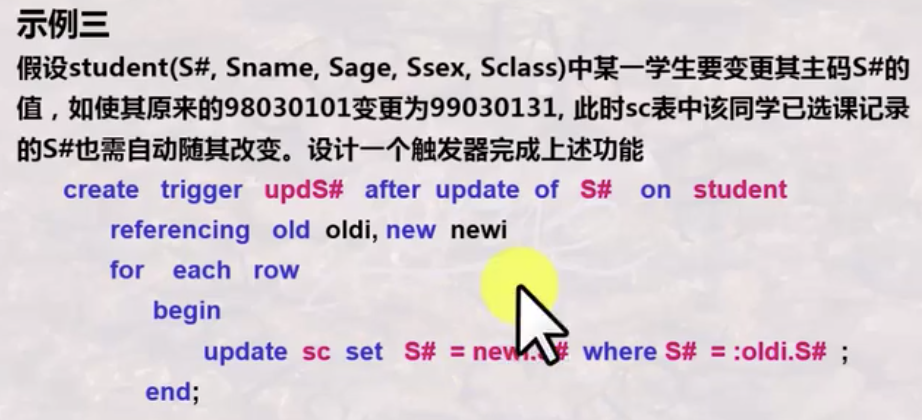 示例三
假设student(S#, Sname, Sage, Ssex, Sclass)中某一学生要变更其主码S#的
值，如使其原来的98030101变更为99030131, 此时sc表中该同学已选课记录
的S#也需自动随其改变。设计一个触发器完成上述功能
create trigger updS# after update of S# on student
referencing old oldi, new newi
for each row
begin
update sc set S# = where S# = :oldi.S# ;
end;